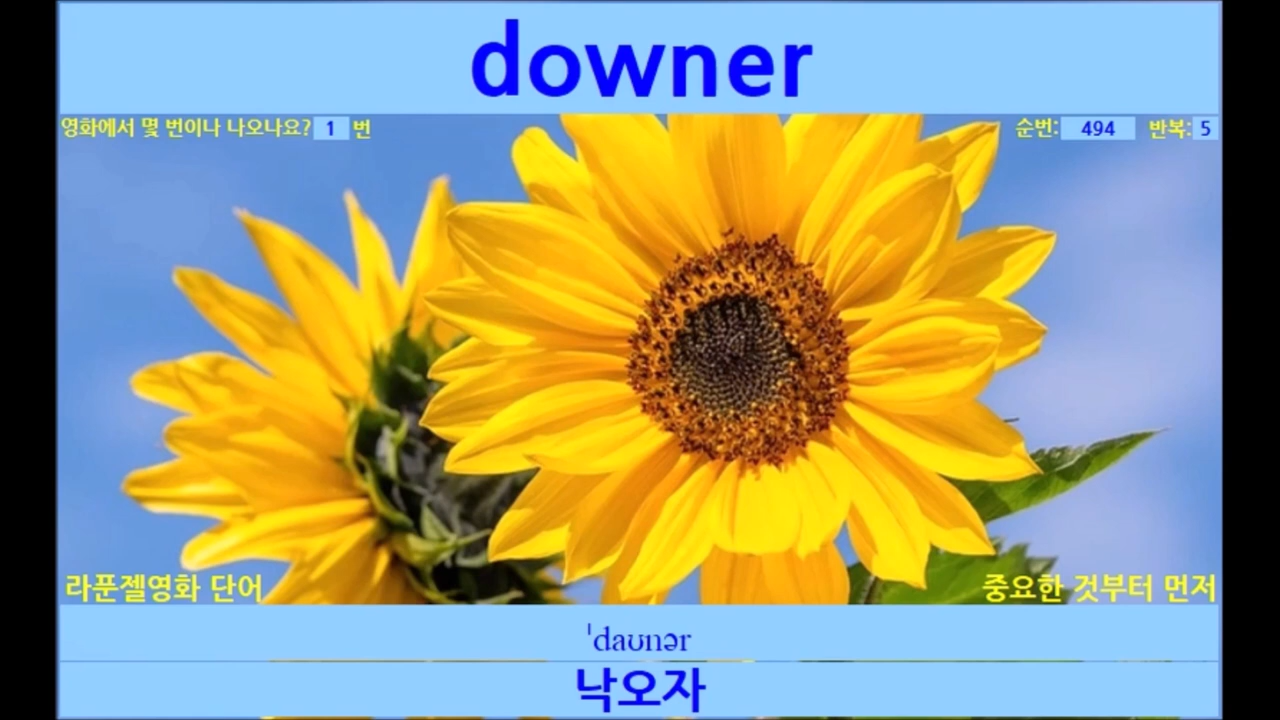 downer
영화에서 몇 번이나 나오나요? 1 번
순번: 494 반복: 5
라푼젤영화 단어
중요한 것부터 먼저
ˈdaʊnər
낙오자